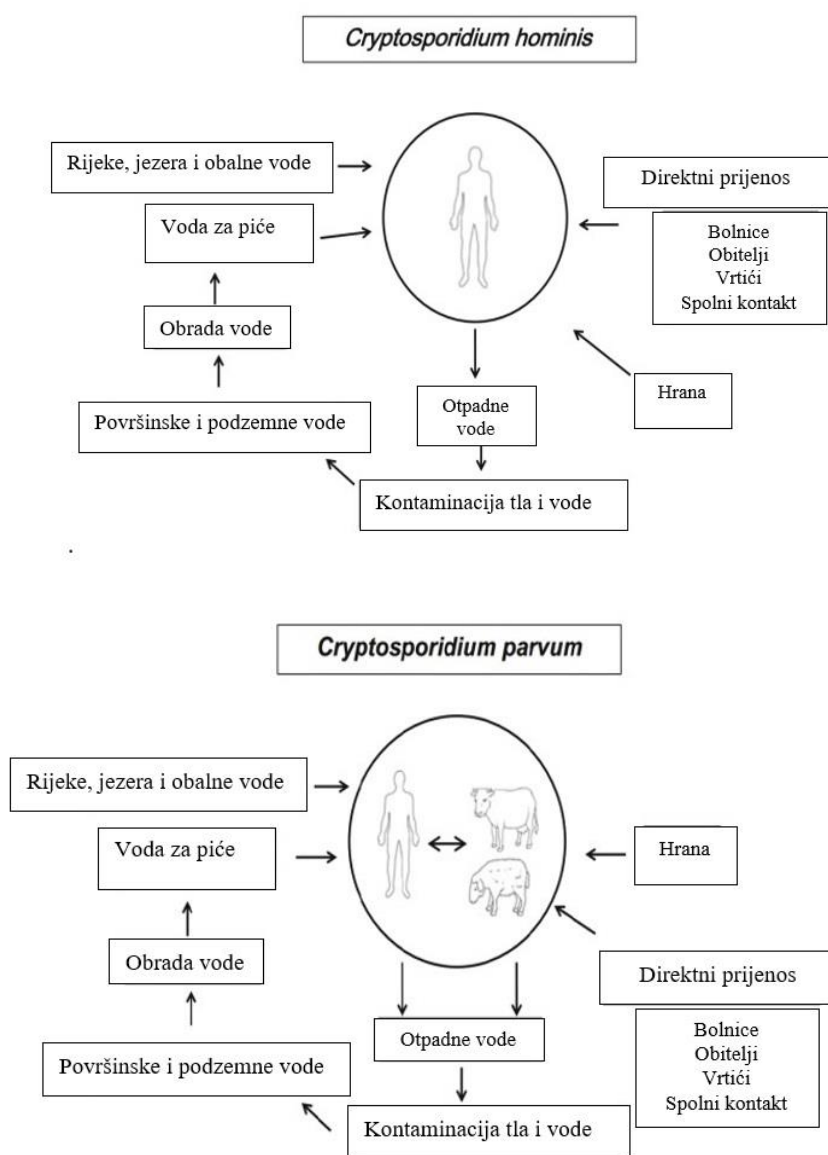 Cryptosporidium hominis
Rijeke, jezera i obalne vode
Direktni prijenos
Voda za piće
Bolnice
Obitelji
Vrtići
Spolni kontakt
Obrada vode
Hrana
Površinske i podzemne vode
Otpadne
vode
Kontaminacija tla i vode
.
Cryptosporidium parvum
Rijeke, jezera i obalne vode
Voda za piće
Hrana
Obrada vode
Direktni prijenos
Bolnice
Obitelji
Vrtići
Spolni kontakt
Otpadne vode
Površinske i podzemne vode
Kontaminacija tla i vode